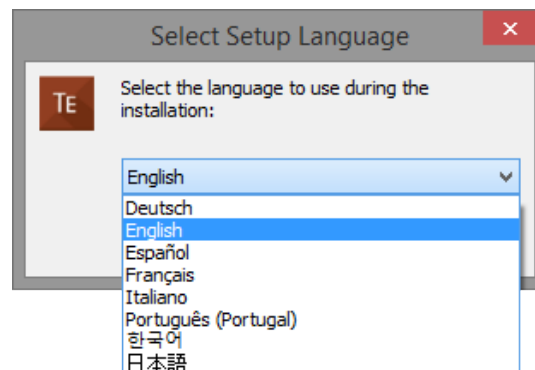 Select Setup Language
TE
Select the language to use during the
installation:
English
Deutsch
English
Español
Français
Italiano
Português (Portugal)
한국어
日本語